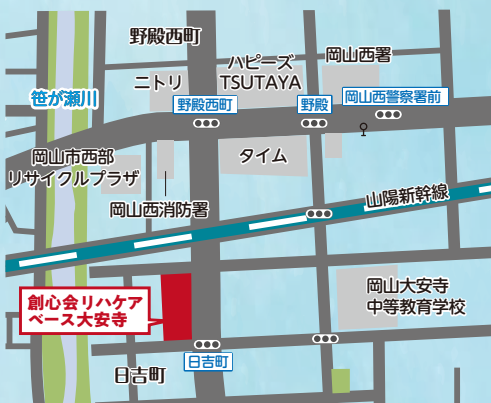 野殿西町
岡山西署
ハピーズ
TSUTAYA
ニトリ
笹が瀬川
野殿西町
野殿
岡山西警察署前
岡山市西部
リサイクルプラザ
タイム
岡山西消防署
山陽新幹線
創心会リハケア
ベース大安寺
岡山大安寺
中等教育学校
日吉町
日吉町